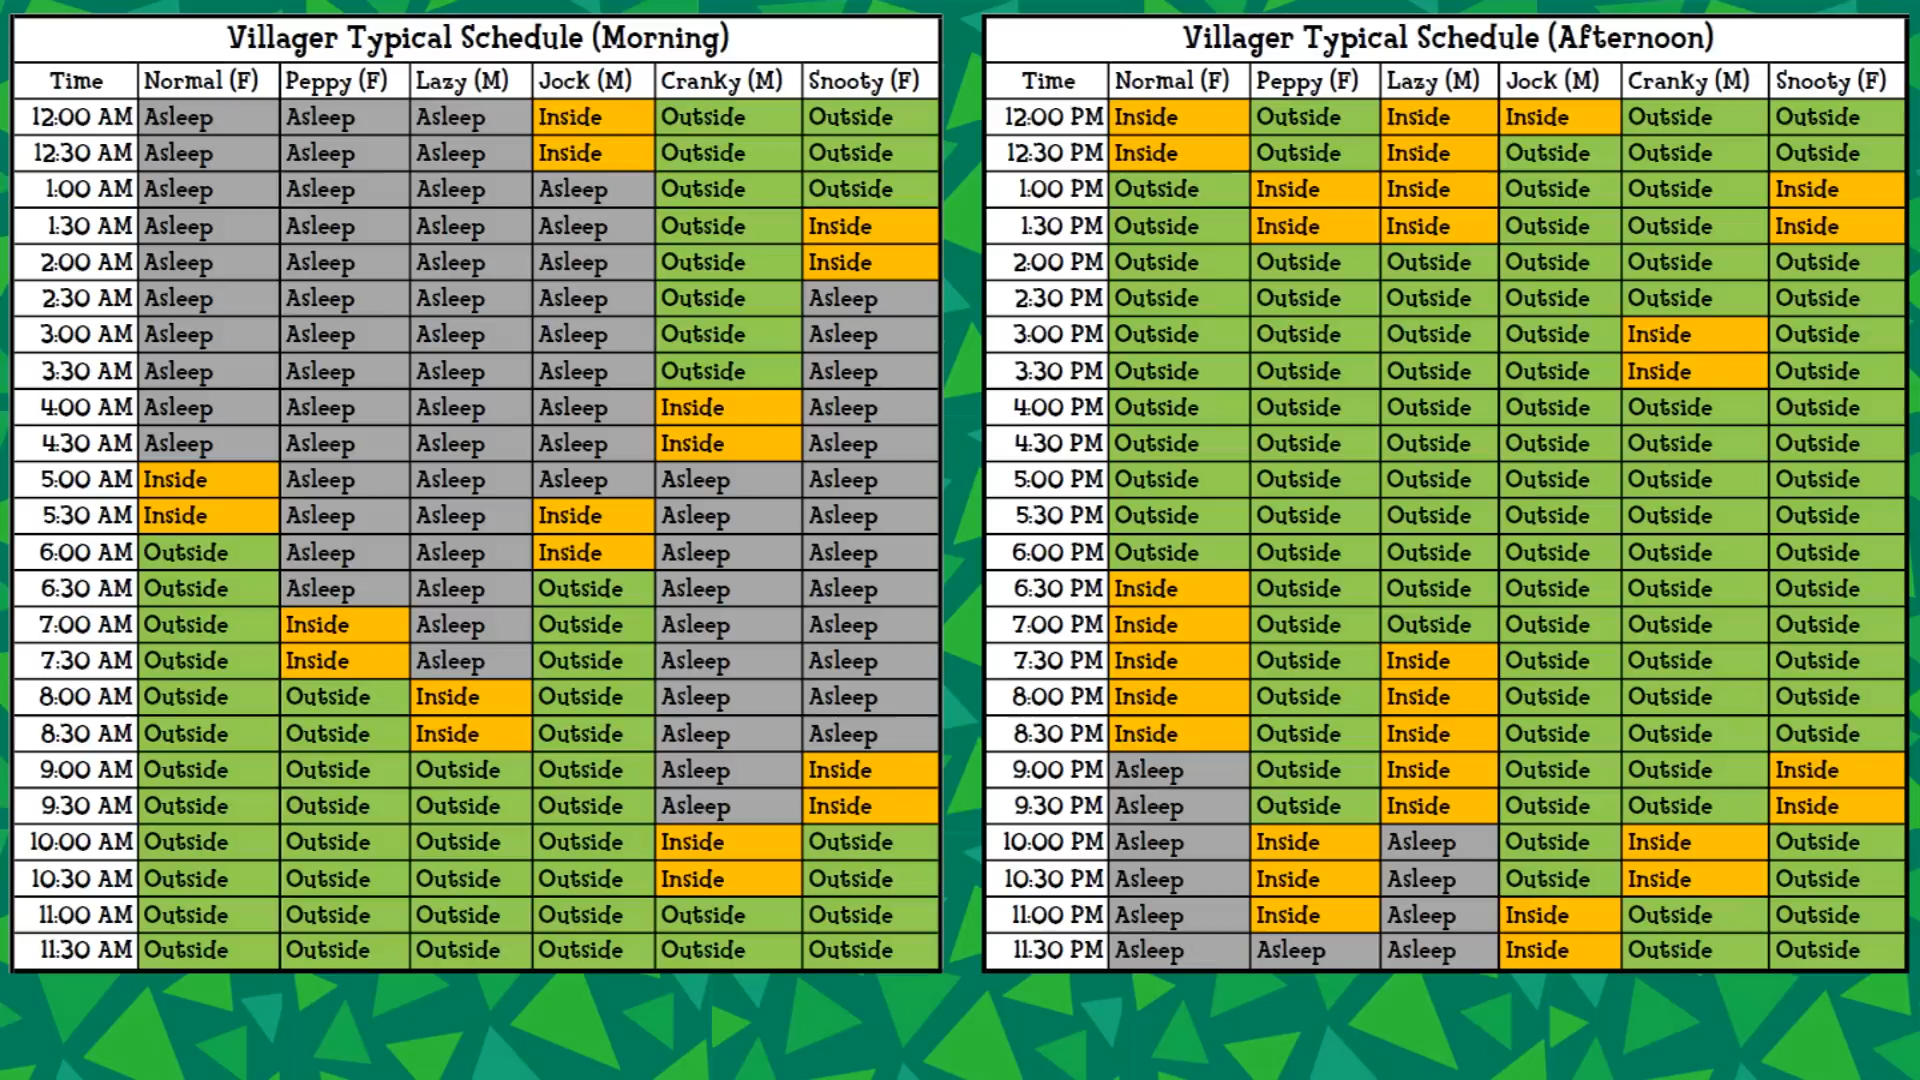 Villager Typical Schedule (Morning)
Time Normal (F) Peppy (F) Lazy (M) Jock (M) Cranky (M) Snooty (F)
12:00 AM Asleep Asleep Asleep Inside Outside Outside
12:30 AM Asleep Asleep Asleep Inside Outside Outside
1:00 AM Asleep Asleep Asleep Asleep Outside Outside
1:30 AM Asleep Asleep Asleep Asleep Outside Inside
2:00 AM Asleep Asleep Asleep Asleep Outside Inside
2:30 AM Asleep Asleep Asleep Asleep Outside Asleep
3:00 AM Asleep Asleep Asleep Asleep Outside Asleep
3:30 AM Asleep Asleep Asleep Asleep Outside Asleep
4:00 AM Asleep Asleep Asleep Asleep Inside Asleep
4:30 AM Asleep Asleep Asleep Asleep Inside Asleep
5:00 AM Inside Asleep Asleep Asleep Asleep Asleep
5:30 AM Inside Asleep Asleep Inside Asleep Asleep
6:00 AM Outside Asleep Asleep Inside Asleep Asleep
6:30 AM Outside Asleep Asleep Outside Asleep Asleep
7:00 AM Outside Inside Asleep Outside Asleep Asleep
7:30 AM Outside Inside Asleep Outside Asleep Asleep
8:00 AM Outside Outside Inside Outside Asleep Asleep
8:30 AM Outside Outside Inside Outside Asleep Asleep
9:00 AM Outside Outside Outside Outside Asleep Inside
9:30 AM Outside Outside Outside Outside Asleep Inside
10:00 AM Outside Outside Outside Outside Inside Outside
10:30 AM Outside Outside Outside Outside Inside Outside
11:00 AM Outside Outside Outside Outside Outside Outside
11:30 AM Outside Outside Outside Outside Outside Outside
Villager Typical Schedule (Afternoon)
Time Normal (F) Peppy (F) Lazy (M) Jock (M) Cranky (M) Snooty (F)
12:00 PM Inside Outside Inside Inside Outside Outside
12:30 PM Inside Outside Inside Outside Outside Outside
1:00 PM Outside Inside Inside Outside Outside Inside
1:30 PM Outside Inside Inside Outside Outside Inside
2:00 PM Outside Outside Outside Outside Outside Outside
2:30 PM Outside Outside Outside Outside Outside Outside
3:00 PM Outside Outside Outside Outside Inside Outside
3:30 PM Outside Outside Outside Outside Inside Outside
4:00 PM Outside Outside Outside Outside Outside Outside
4:30 PM Outside Outside Outside Outside Outside Outside
5:00 PM Outside Outside Outside Outside Outside Outside
5:30 PM Outside Outside Outside Outside Outside Outside
6:00 PM Outside Outside Outside Outside Outside Outside
6:30 PM Inside Outside Outside Outside Outside Outside
7:00 PM Inside Outside Outside Outside Outside Outside
7:30 PM Inside Outside Inside Outside Outside Outside
8:00 PM Inside Outside Inside Outside Outside Outside
8:30 PM Inside Outside Inside Outside Outside Outside
9:00 PM Asleep Outside Inside Outside Outside Inside
9:30 PM Asleep Outside Inside Outside Outside Inside
10:00 PM Asleep Inside Asleep Outside Inside Outside
10:30 PM Asleep Inside Asleep Outside Inside Outside
11:00 PM Asleep Inside Asleep Inside Outside Outside
11:30 PM Asleep Asleep Asleep Inside Outside Outside